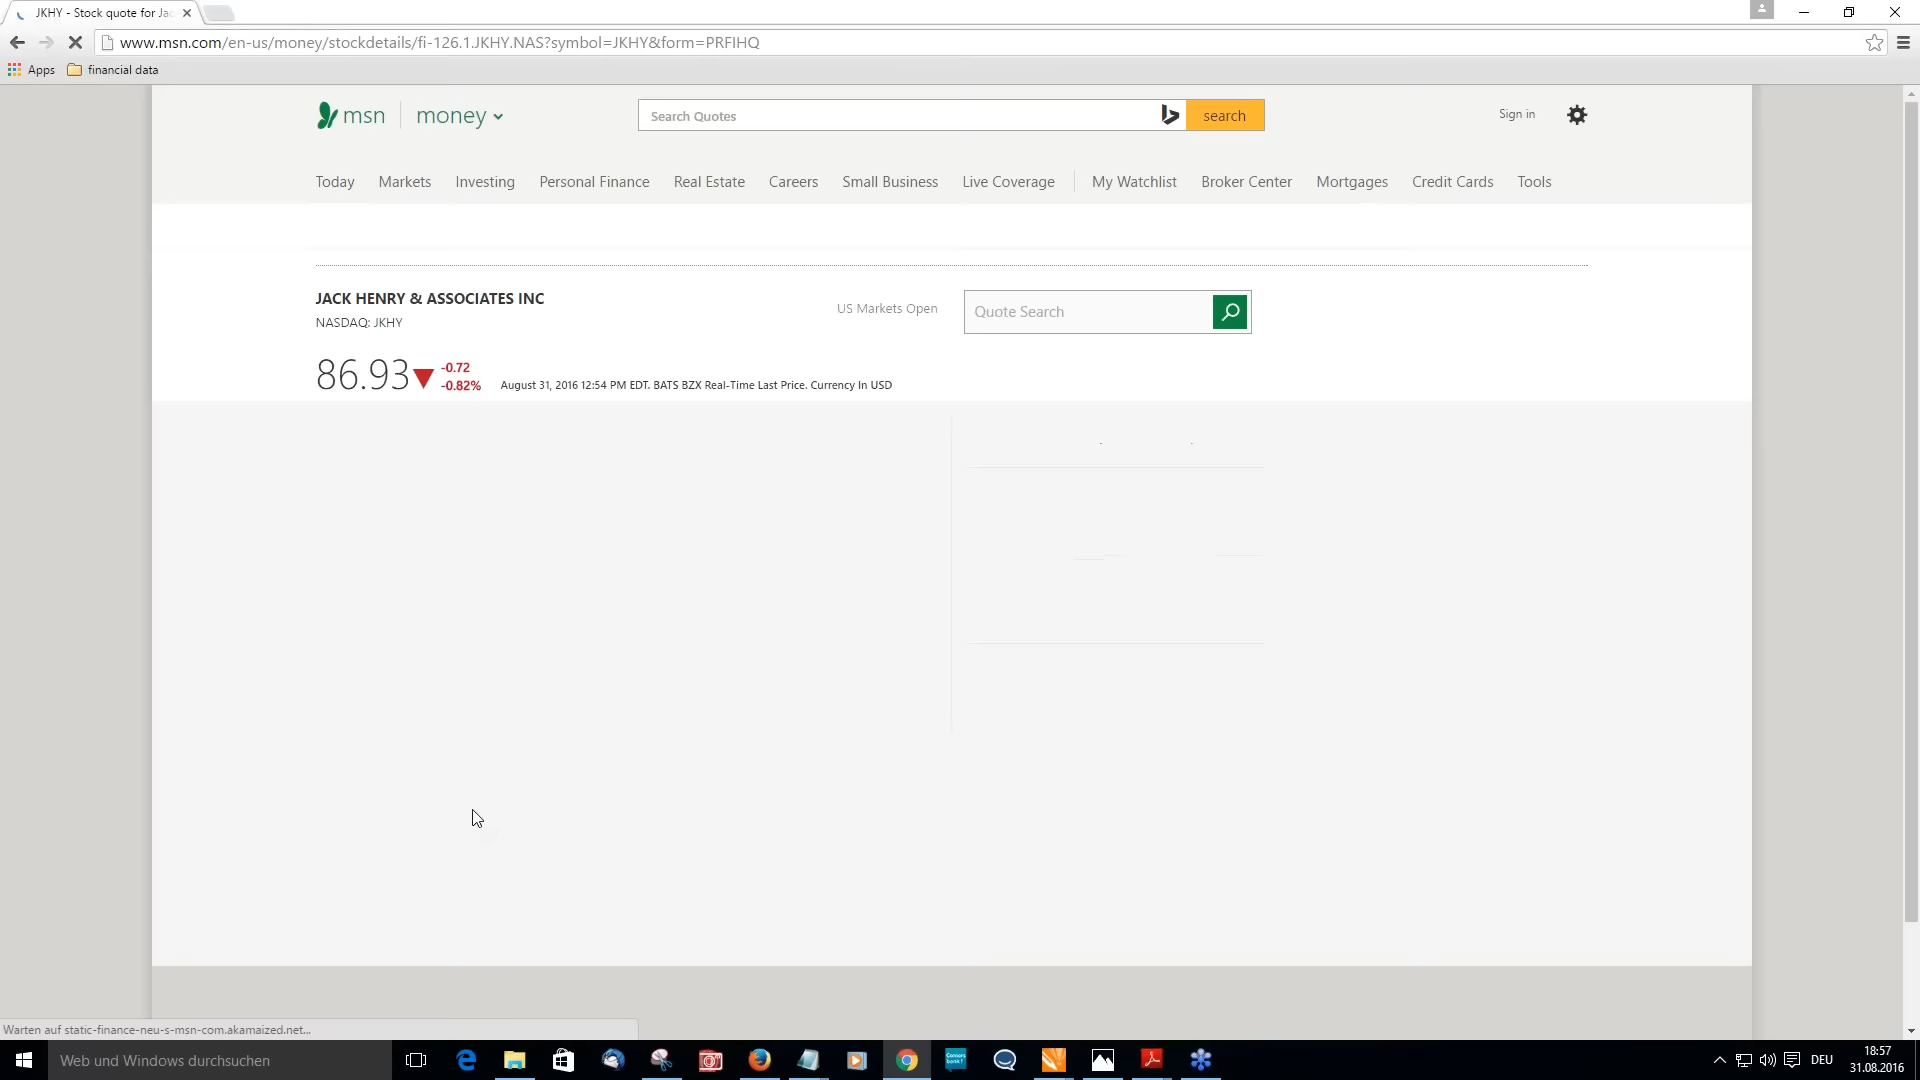 JKHY - Stock quote for Jac
www.msn.com/en-us/money/stockdetails/fi-126.1.JKHY.NAS?symbol=JKHY&form=PRFIHQ
Apps financial data
msn money Search Quotes search Sign in
Today Markets Investing Personal Finance Real Estate Careers Small Business Live Coverage My Watchlist Broker Center Mortgages Credit Cards Tools
JACK HENRY & ASSOCIATES INC
NASDAQ: JKHY
US Markets Open
Quote Search
86.93
-0.72
-0.82%
August 31, 2016 12:54 PM EDT. BATS BZX Real-Time Last Price. Currency In USD
Warten auf static-finance-neu-s-msn-com.akamaized.net...
Web und Windows durchsuchen
DEU
18:57
31.08.2016